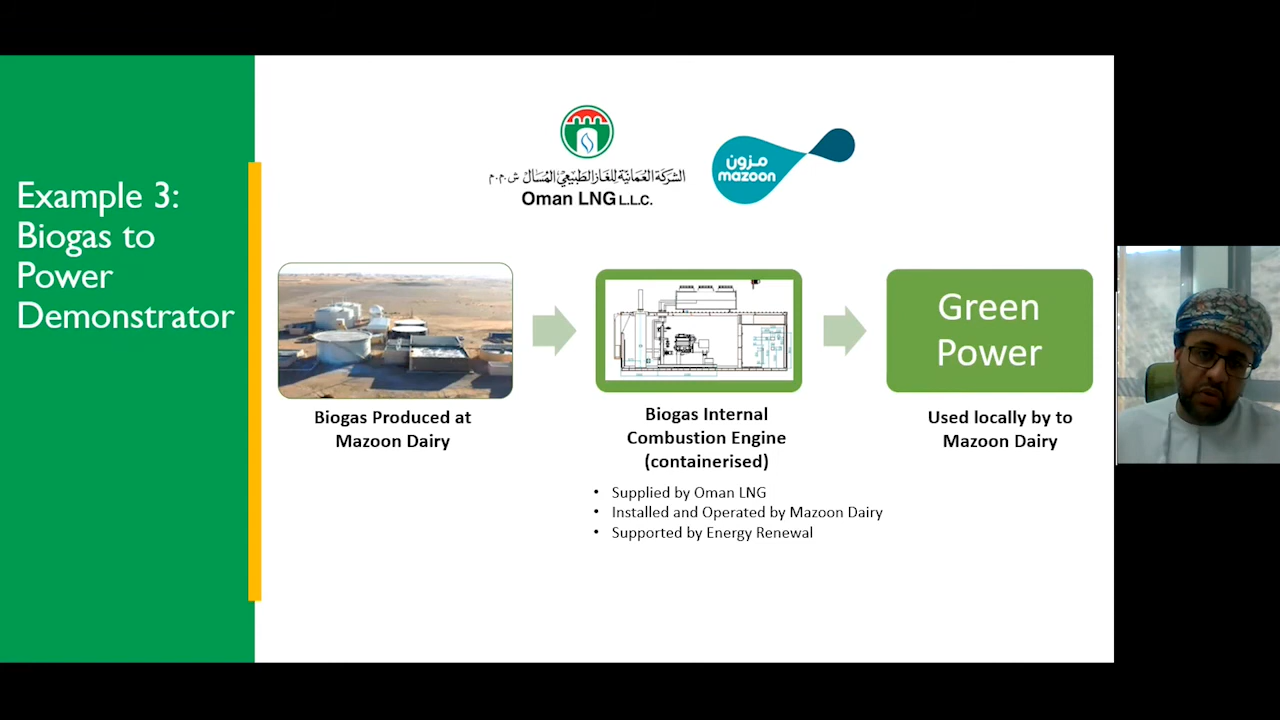 Example 3:
Biogas to
Power
Demonstrator
الشركة العمانية للغاز الطبيعي المسال ش.م.م
Oman LNG L.L.C.
مزون
mazoon
Biogas Produced at
Mazoon Dairy
Biogas Internal
Combustion Engine
(containerised)
Supplied by Oman LNG
Installed and Operated by Mazoon Dairy
Supported by Energy Renewal
Green
Power
Used locally by to
Mazoon Dairy